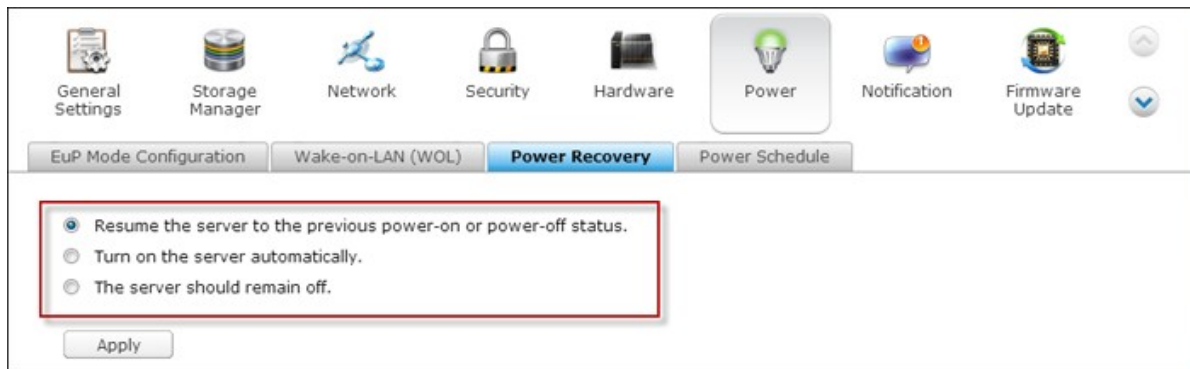 General Settings
Storage Manager
Network
Security
Hardware
Power
1
Notification
Firmware Update
EuP Mode Configuration
Wake-on-LAN (WOL)
Power Recovery
Power Schedule
Resume the server to the previous power-on or power-off status.
Turn on the server automatically.
The server should remain off.
Apply